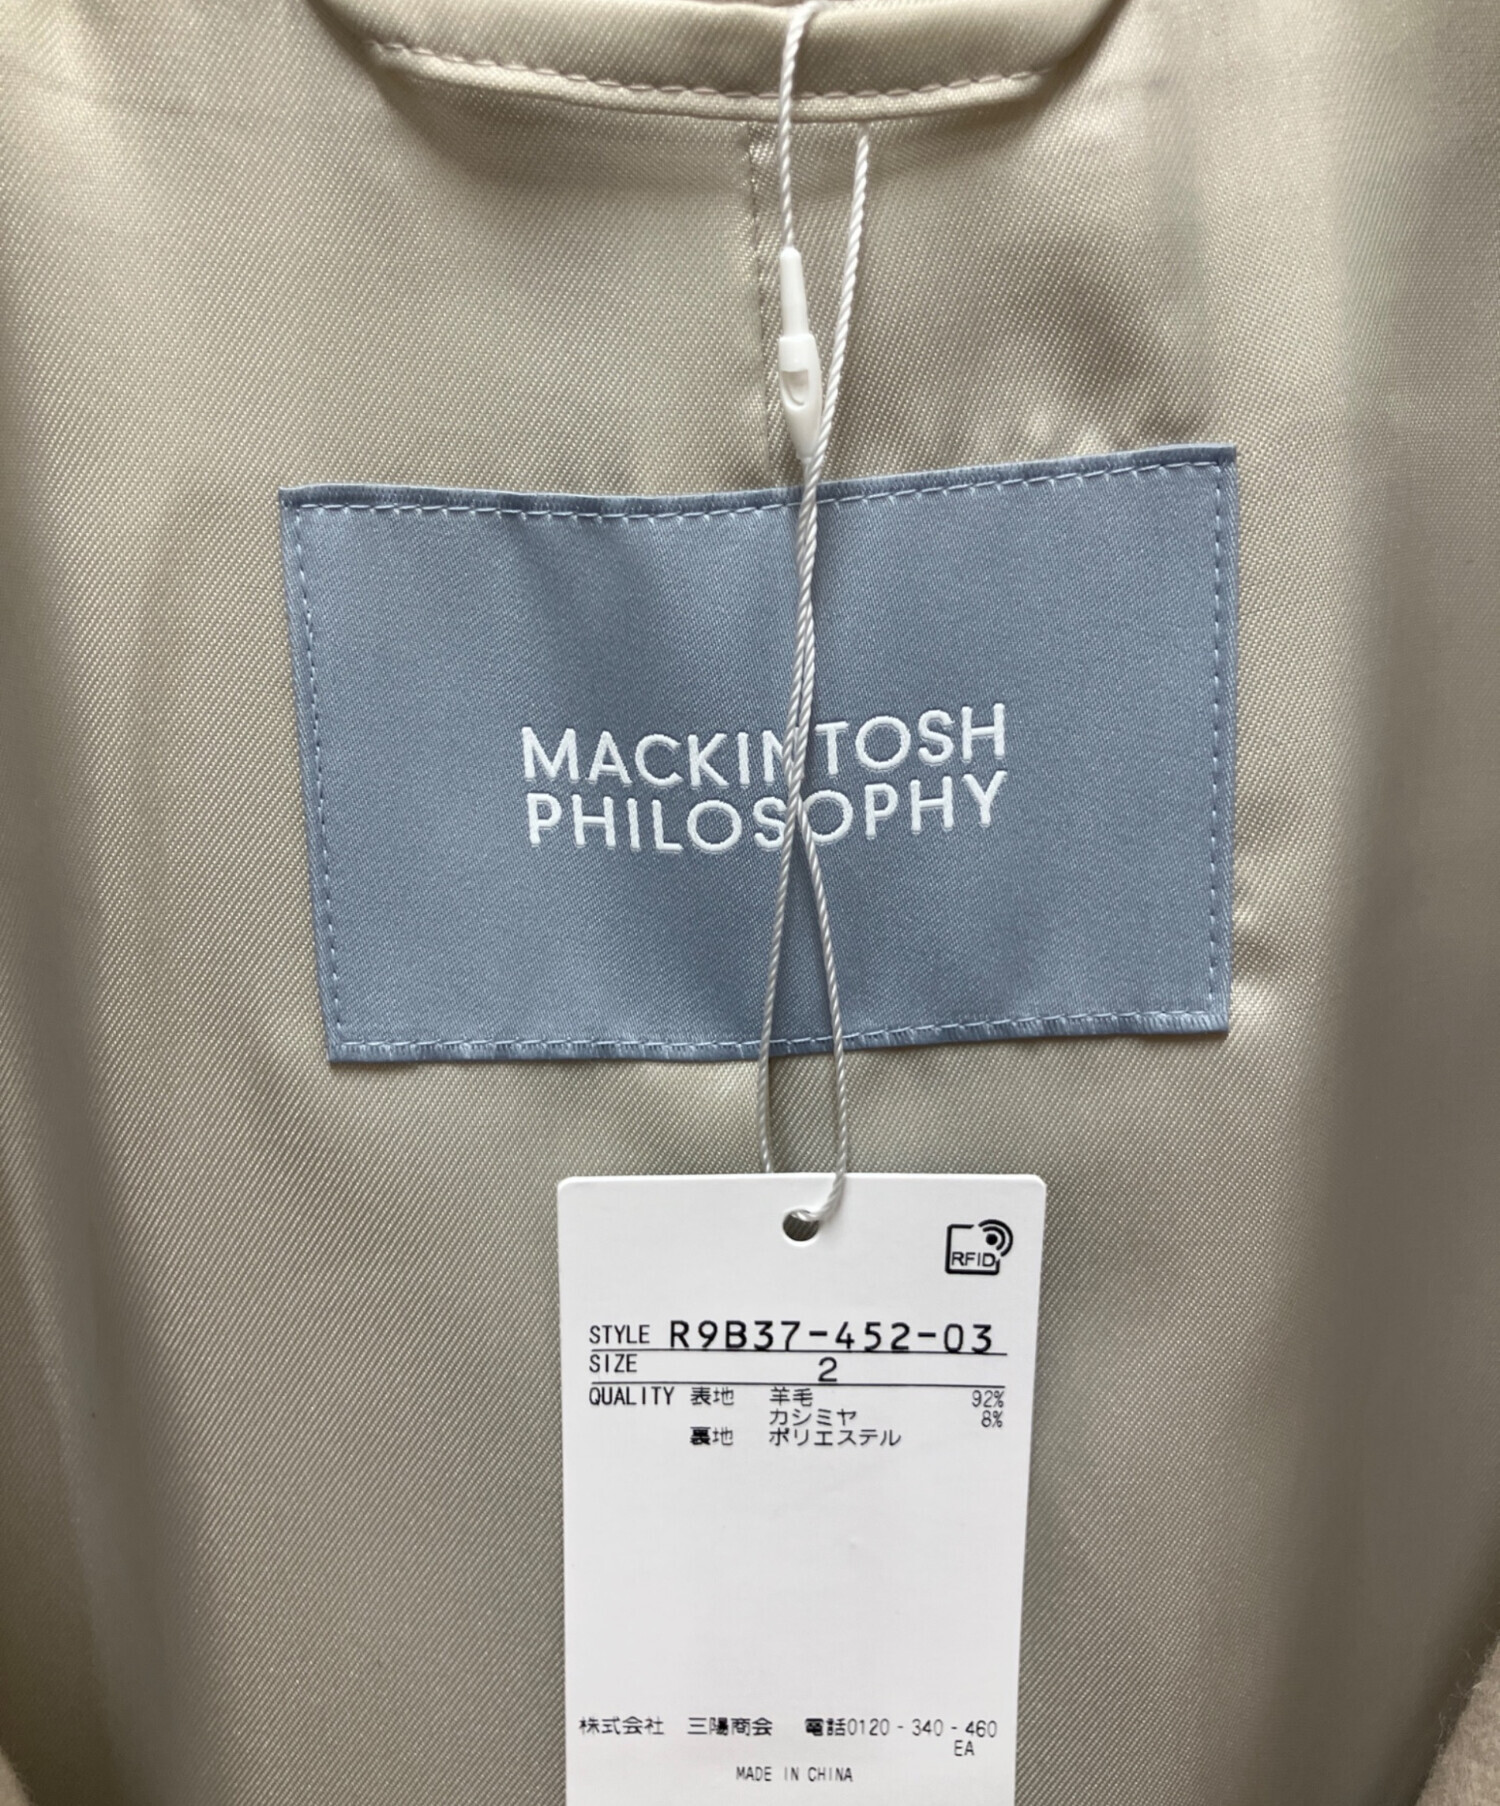 MACKINTOSH
PHILOSOPHY
RFID
STYLE R9B37-452-03
SIZE 2
QUALITY 表地 羊毛 92%
カシミヤ 8%
裏地 ポリエステル
株式会社 三陽商会 電話0120-340-460
EA
MADE IN CHINA